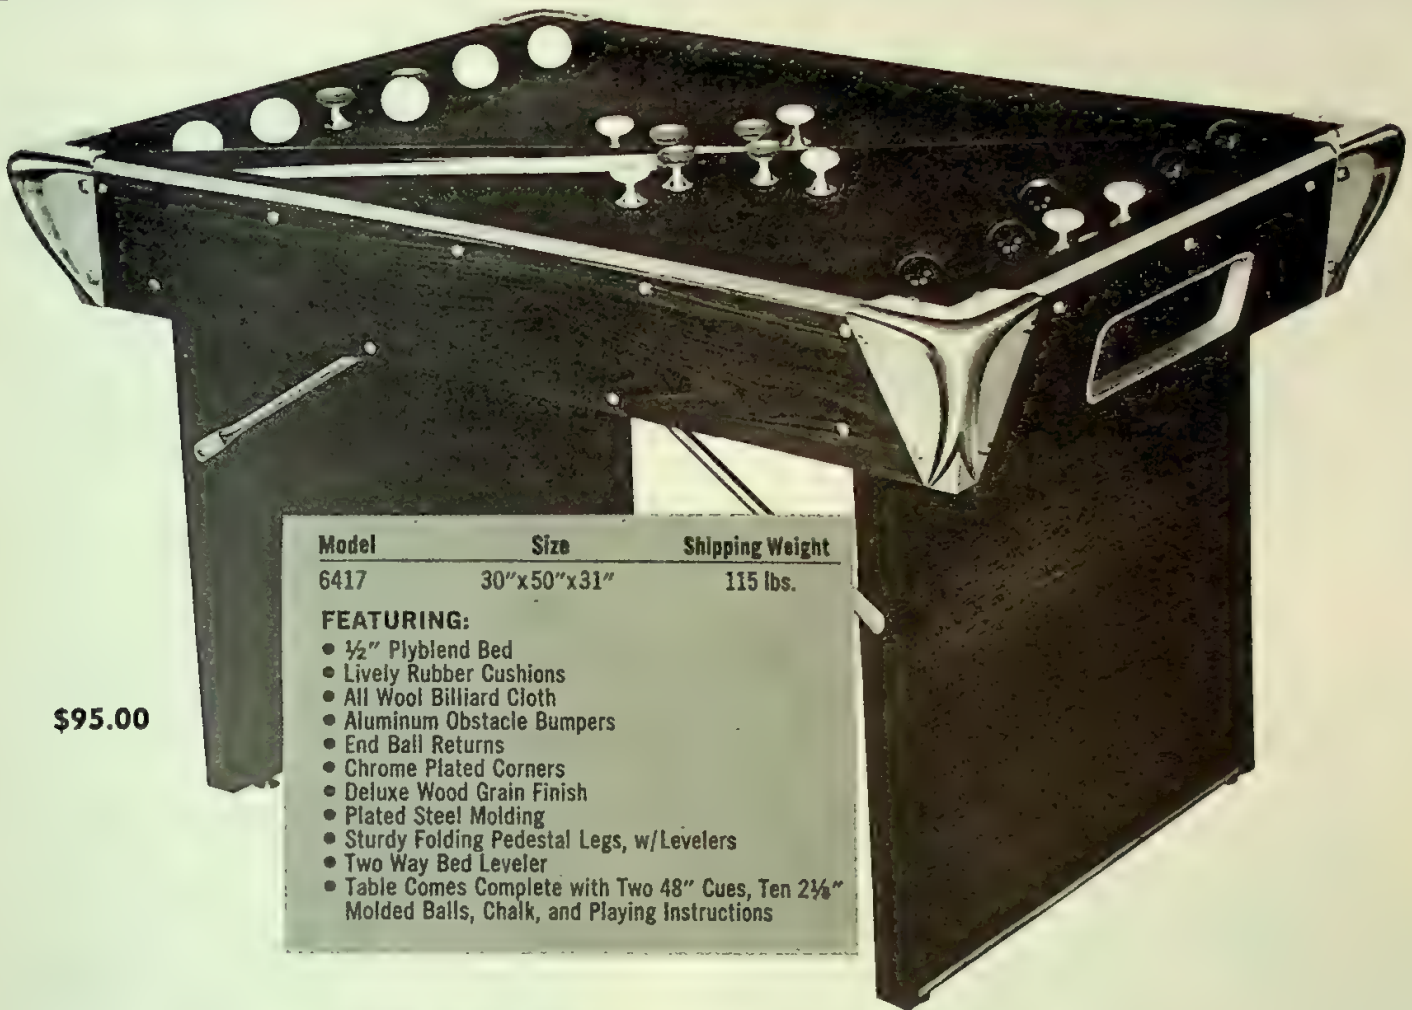 Model Size Shipping Weight
6417 30"x50"x31" 115 lbs.
FEATURING:
• ½" Plyblend Bed
• Lively Rubber Cushions
• All Wool Billiard Cloth
• Aluminum Obstacle Bumpers
• End Ball Returns
• Chrome Plated Corners
• Deluxe Wood Grain Finish
• Plated Steel Molding
• Sturdy Folding Pedestal Legs, w/Levelers
• Two Way Bed Leveler
• Table Comes Complete with Two 48" Cues, Ten 2⅛"
Molded Balls, Chalk, and Playing Instructions
$95.00